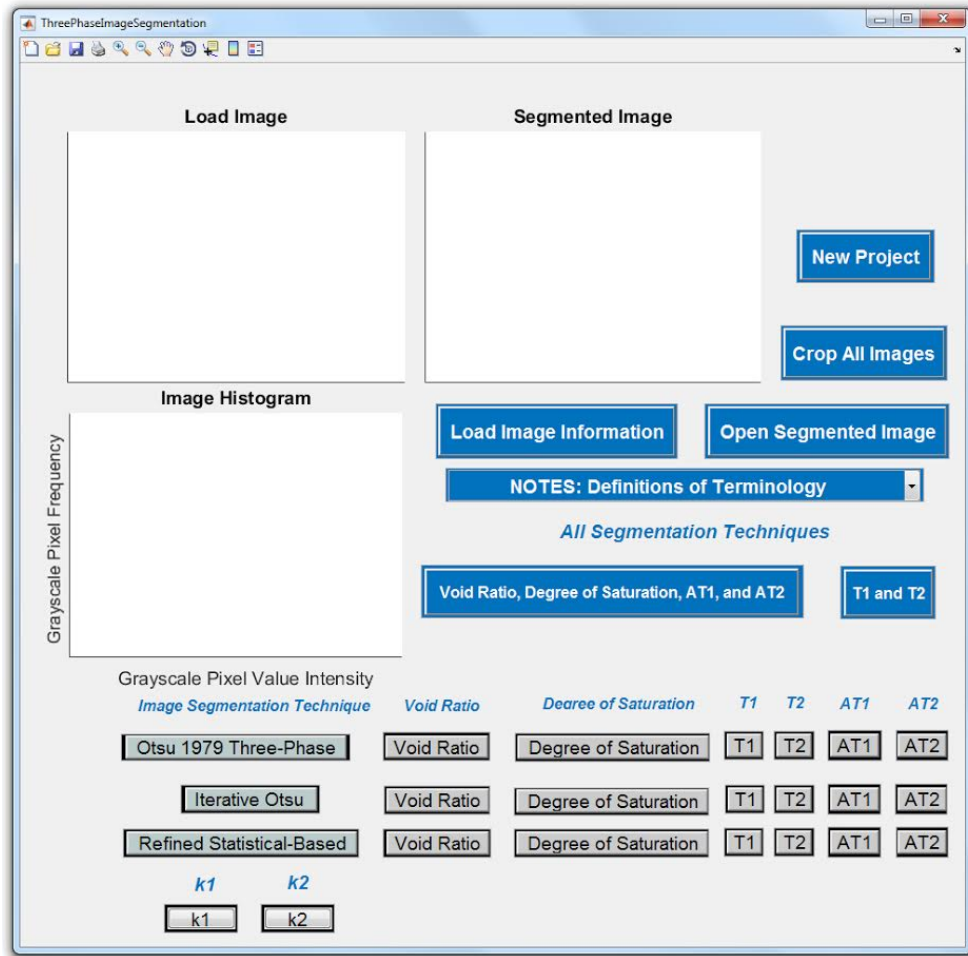 ThreePhaseImageSegmentation
Load Image
Segmented Image
New Project
Crop All Images
Image Histogram
Grayscale Pixel Frequency
Load Image Information
Open Segmented Image
NOTES: Definitions of Terminology
All Segmentation Techniques
Void Ratio, Degree of Saturation, AT1, and AT2
T1 and T2
Grayscale Pixel Value Intensity
Image Segmentation Technique Void Ratio Degree of Saturation T1 T2 AT1 AT2
Otsu 1979 Three-Phase Void Ratio Degree of Saturation T1 T2 AT1 AT2
Iterative Otsu Void Ratio Degree of Saturation T1 T2 AT1 AT2
Refined Statistical-Based Void Ratio Degree of Saturation T1 T2 AT1 AT2
k1 k2
k1 k2